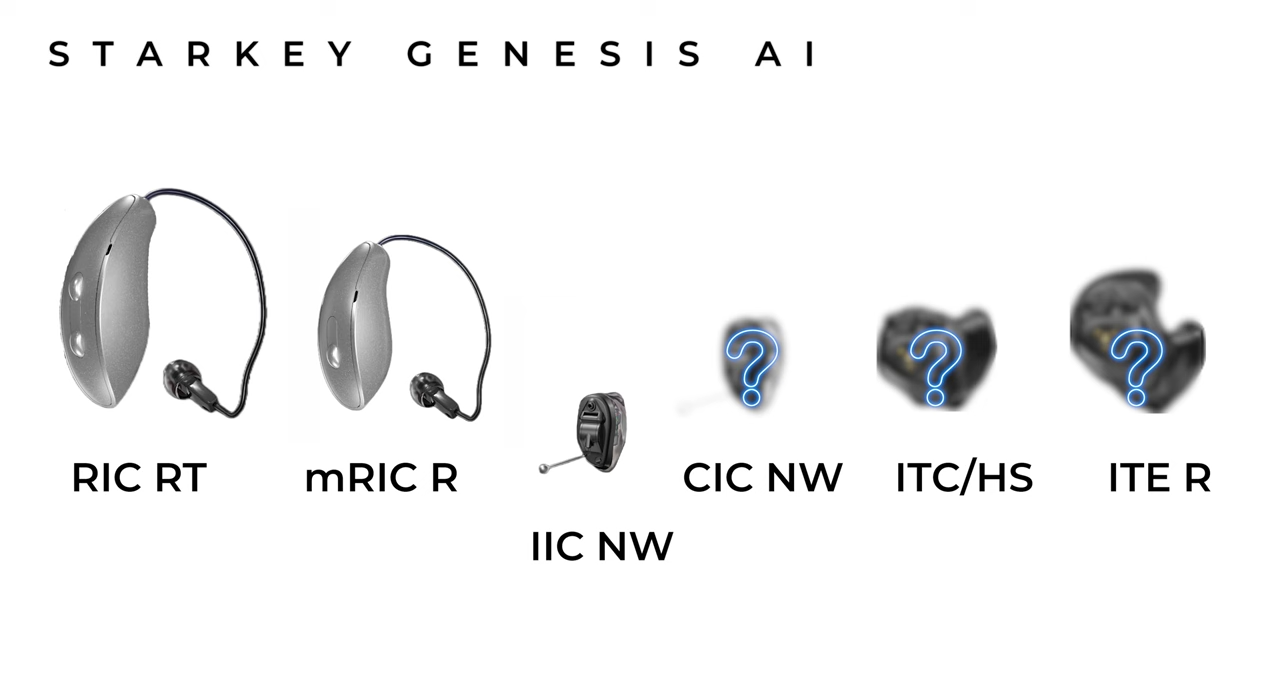 STARKEY GENESIS AI
RIC RT
mRIC R
IIC NW
CIC NW
ITC/HS
ITE R
?
?
?